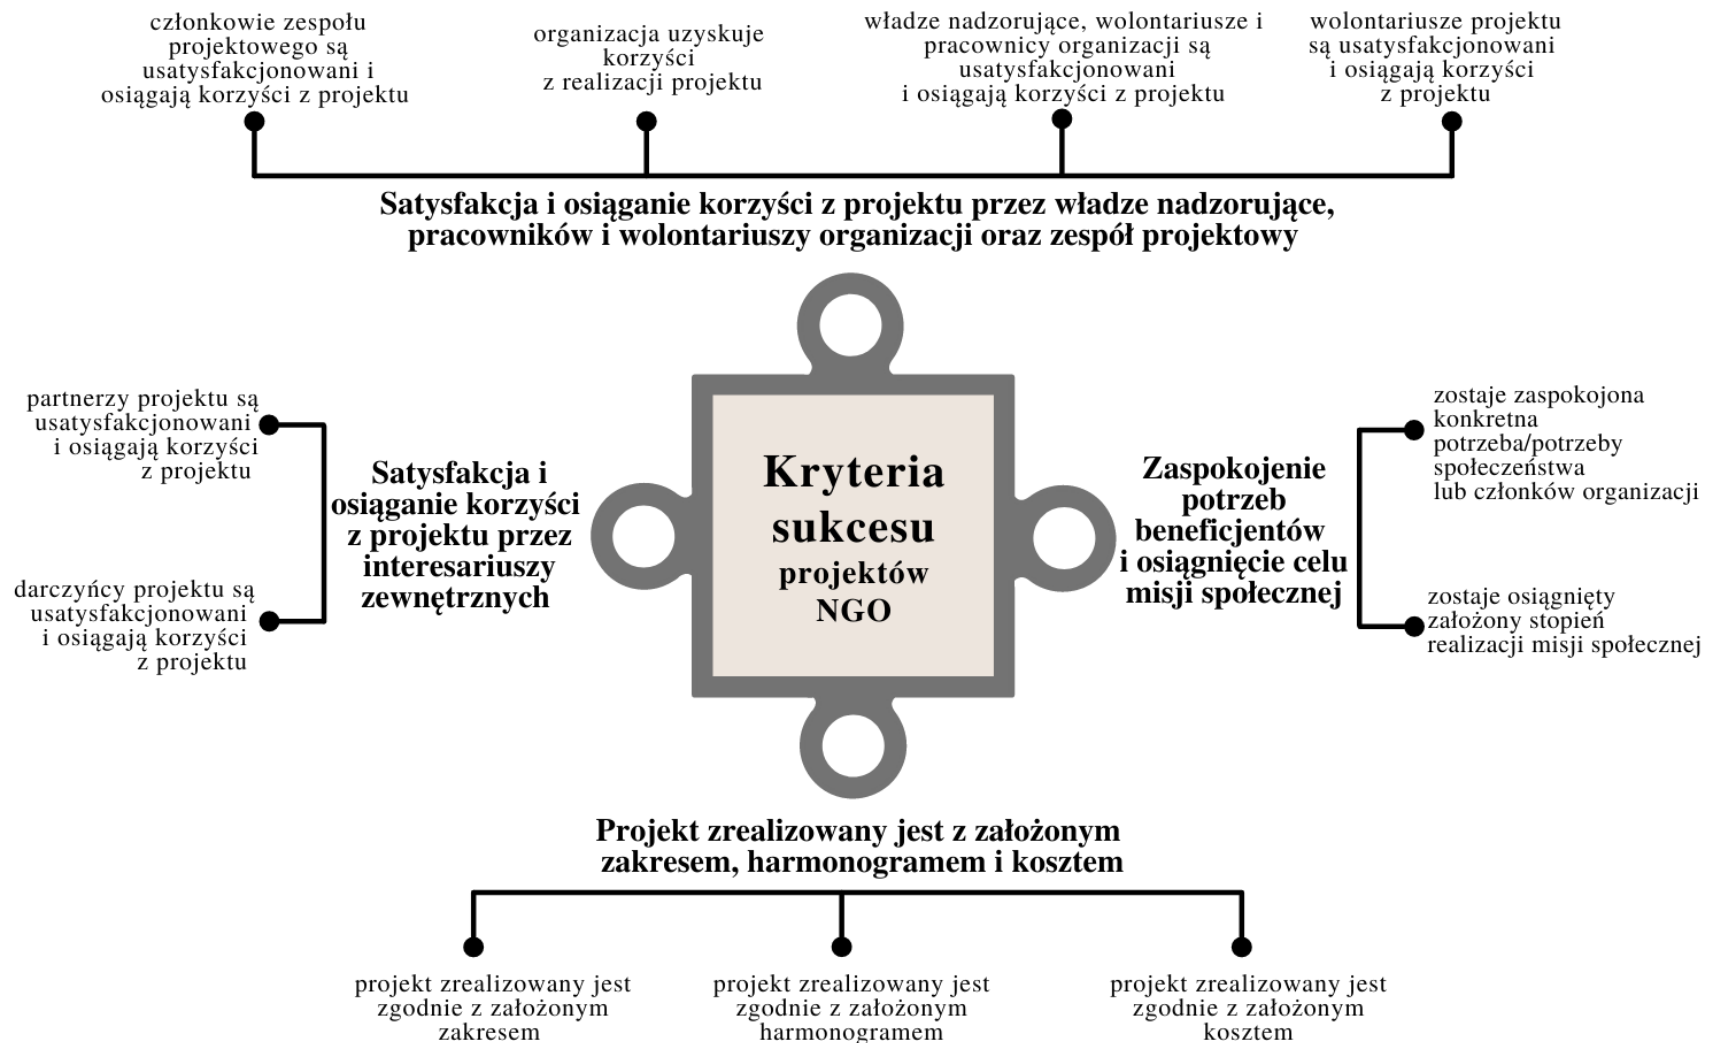 członkowie zespołu
projektowego są
usatysfakcjonowani i
osiągają korzyści z projektu
organizacja uzyskuje
korzyści
z realizacji projektu
władze nadzorujące, wolontariusze i
pracownicy organizacji są
usatysfakcjonowani
i osiągają korzyści z projektu
wolontariusze projektu
są usatysfakcjonowani
i osiągają korzyści
z projektu
Satysfakcja i osiąganie korzyści z projektu przez władze nadzorujące,
pracowników i wolontariuszy organizacji oraz zespół projektowy
partnerzy projektu są
usatysfakcjonowani
i osiągają korzyści
z projektu
darczyńcy projektu są
usatysfakcjonowani
i osiągają korzyści
z projektu
Satysfakcja i
osiąganie korzyści
z projektu przez
interesariuszy
zewnętrznych
Kryteria
sukcesu
projektów
NGO
Zaspokojenie
potrzeb
beneficjentów
i osiągnięcie celu
misji społecznej
zostaje zaspokojona
konkretna
potrzeba/potrzeby
społeczeństwa
lub członków organizacji
zostaje osiągnięty
założony stopień
realizacji misji społecznej
Projekt zrealizowany jest z założonym
zakresem, harmonogramem i kosztem
projekt zrealizowany jest
zgodnie z założonym
zakresem
projekt zrealizowany jest
zgodnie z założonym
harmonogramem
projekt zrealizowany jest
zgodnie z założonym
kosztem